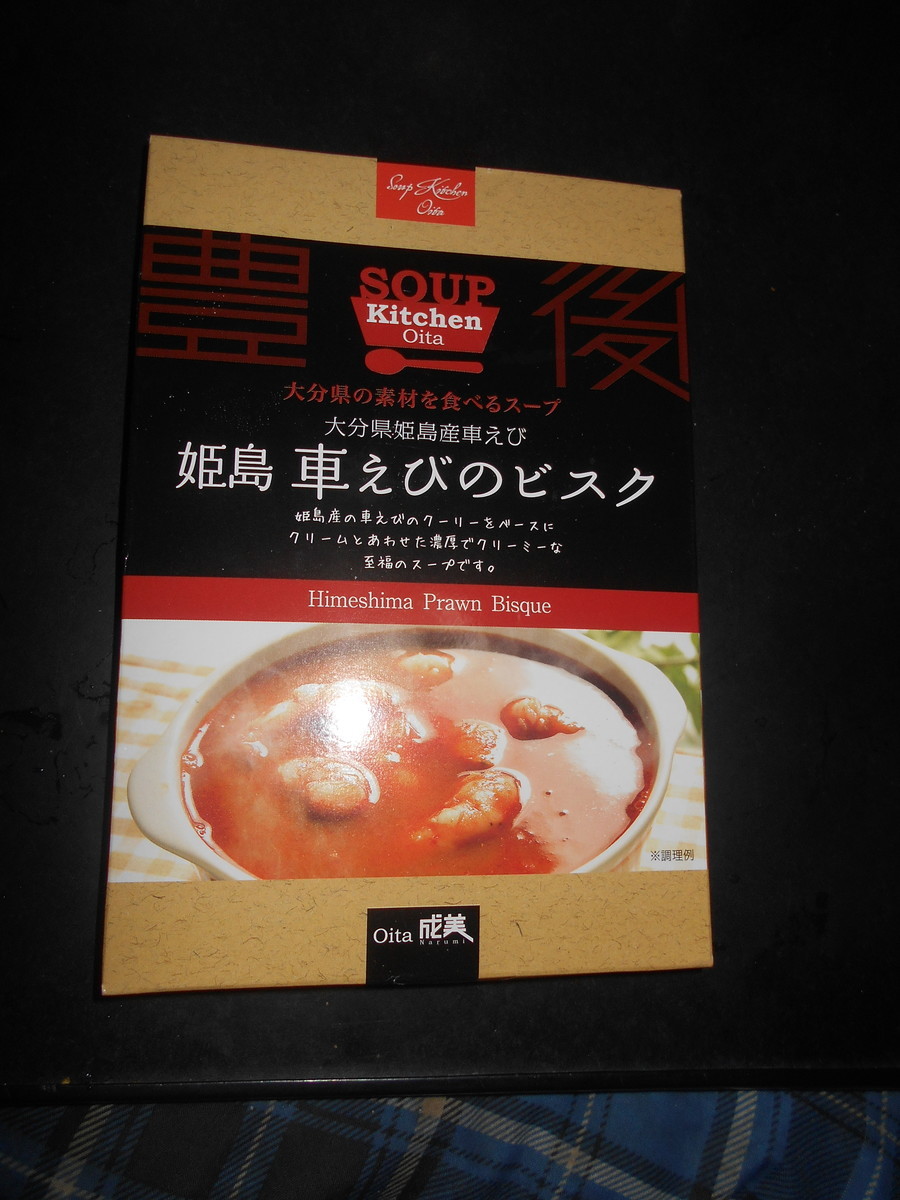 Soup Kitchen
Oita
豊後
SOUP
Kitchen
Oita
大分県の素材を食べるスープ
大分県姫島産車えび
姫島 車えびのビスク
姫島産の車えびのクーリーをベースに
クリームとあわせた濃厚でクリーミーな
至福のスープです。
Himeshima Prawn Bisque
※調理例
Oita 成美
Narumi